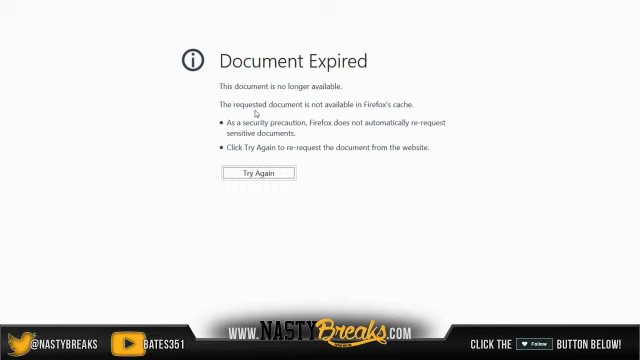 Document Expired
This document is no longer available.
The requested document is not available in Firefox's cache.
As a security precaution, Firefox does not automatically re-request
sensitive documents.
Click Try Again to re-request the document from the website.
Try Again
www.NASTYBreaks.com
@NASTYBREAKS
BATES351
CLICK THE Follow BUTTON BELOW!